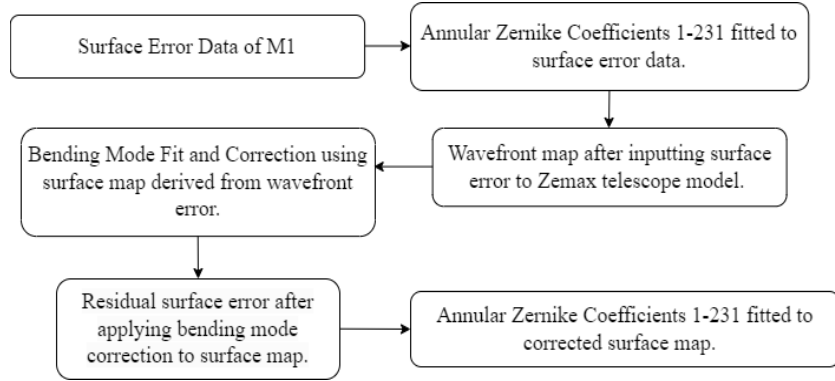 Surface Error Data of M1
Annular Zernike Coefficients 1-231 fitted to
surface error data.
Wavefront map after inputting surface
error to Zemax telescope model.
Bending Mode Fit and Correction using
surface map derived from wavefront
error.
Residual surface error after
applying bending mode
correction to surface map.
Annular Zernike Coefficients 1-231 fitted to
corrected surface map.